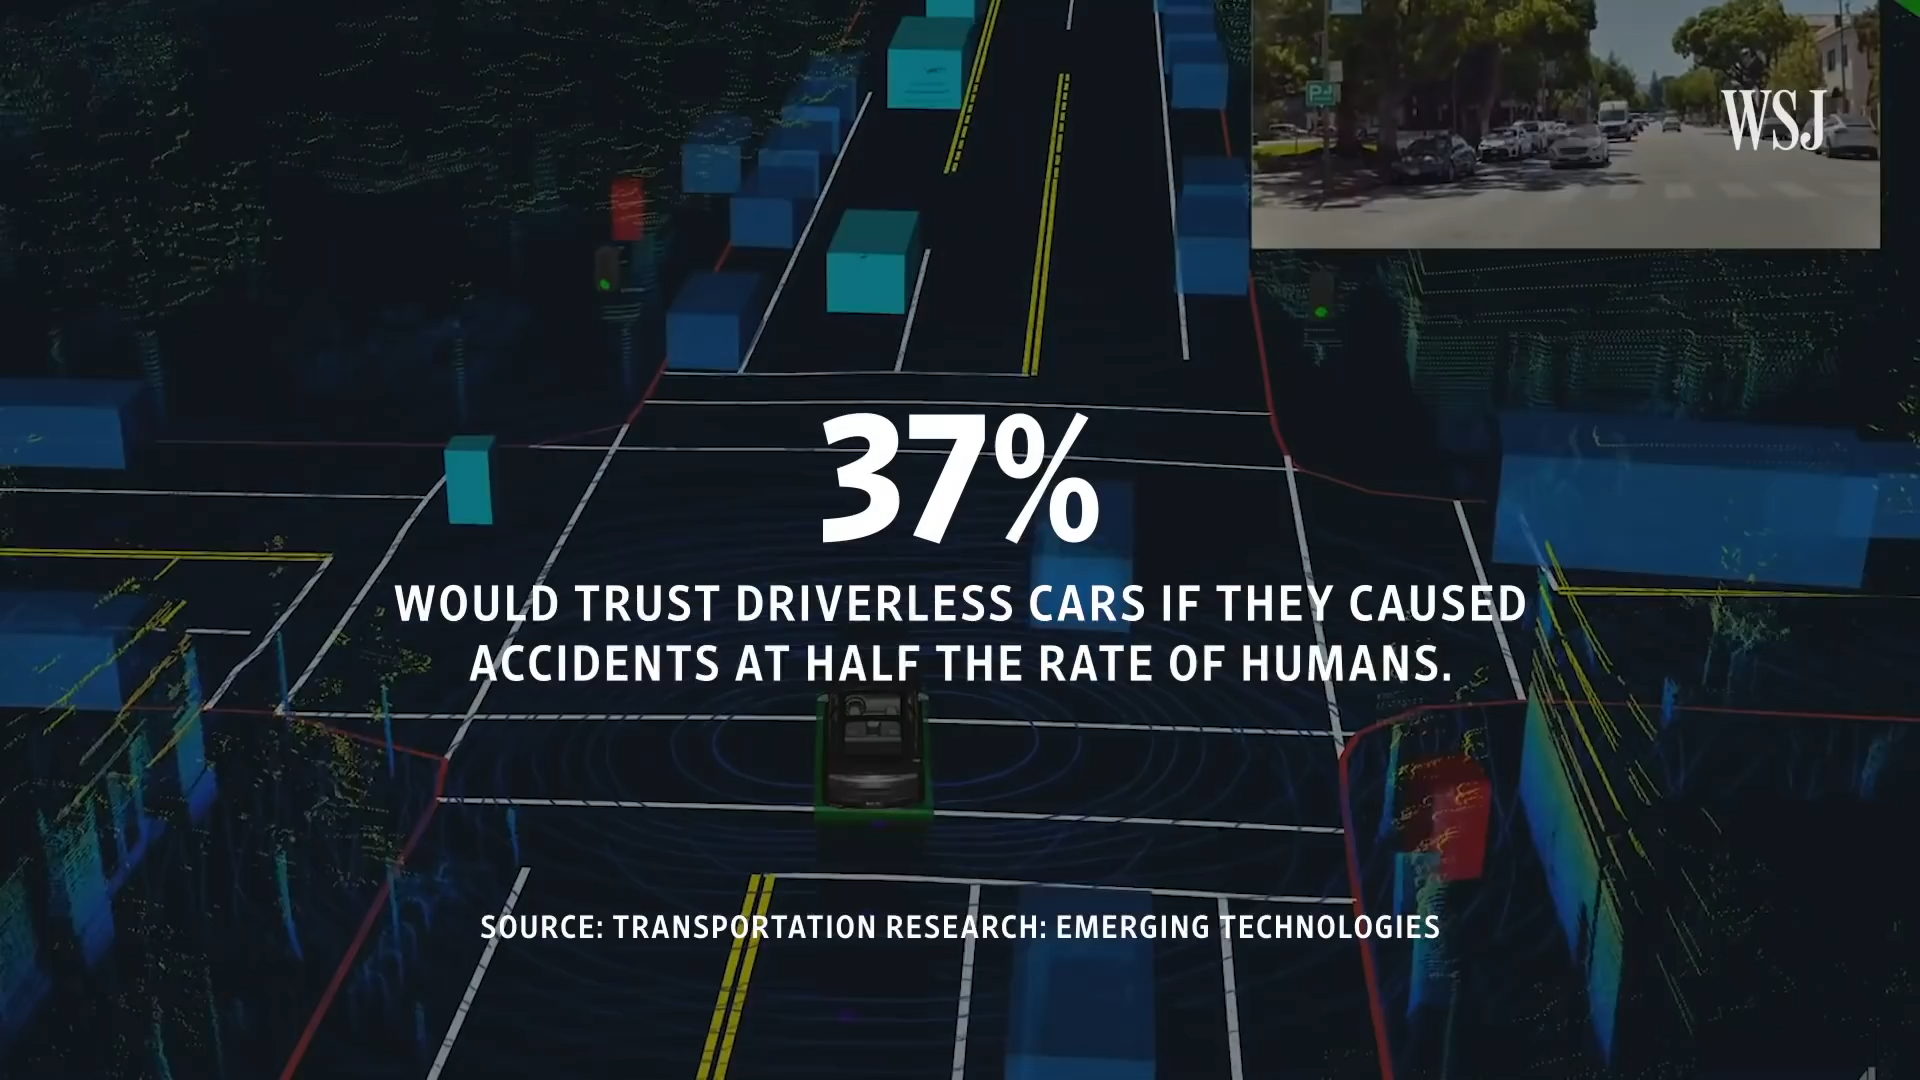 WSJ
37%
WOULD TRUST DRIVERLESS CARS IF THEY CAUSED
ACCIDENTS AT HALF THE RATE OF HUMANS.
SOURCE: TRANSPORTATION RESEARCH: EMERGING TECHNOLOGIES